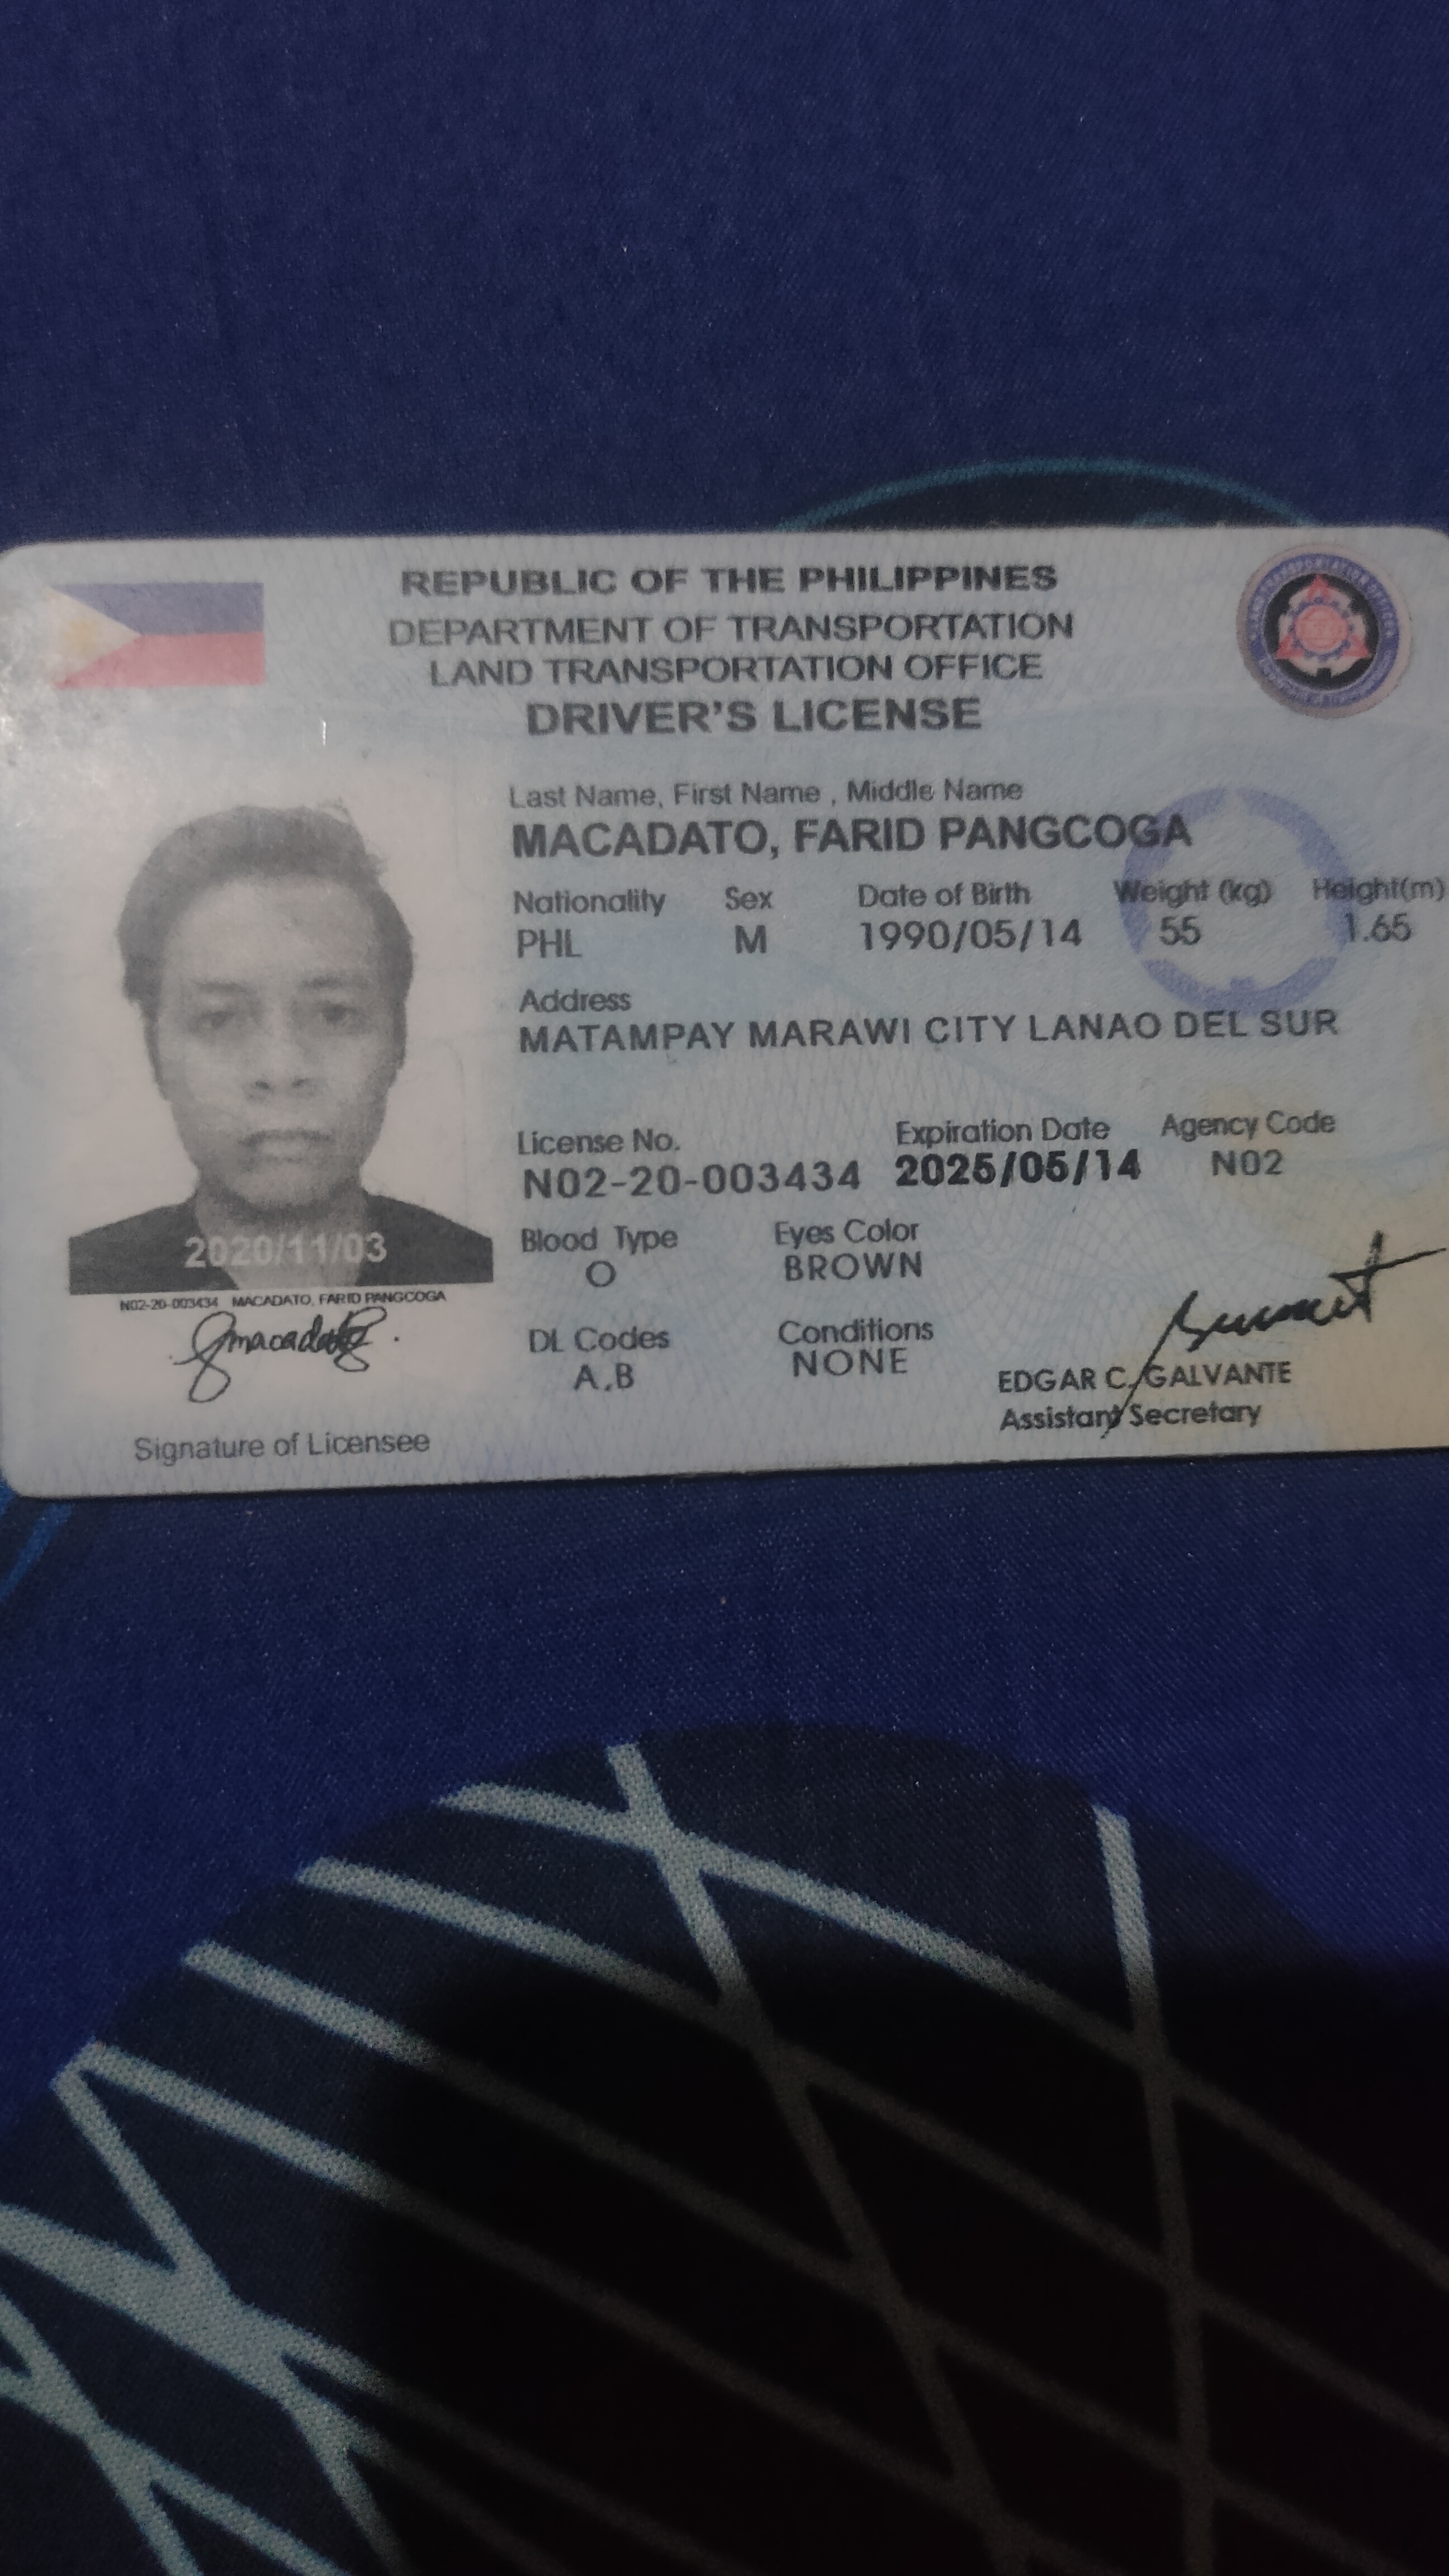 REPUBLIC OF THE PHILIPPINES
DEPARTMENT OF TRANSPORTATION
LAND TRANSPORTATION OFFICE
DRIVER'S LICENSE
Last Name, First Name , Middle Name
MACADATO, FARID PANGCOGA
Nationality Sex Date of Birth Weight (kg) Height(m)
PHL M 1990/05/14 55 1.65
Address
MATAMPAY MARAWI CITY LANAO DEL SUR
License No. Expiration Date Agency Code
N02-20-003434 2025/05/14 N02
Blood Type Eyes Color
O BROWN
DL Codes Conditions
A,B NONE
2020/11/03
N02-20-003434 MACADATO, FARID PANGCOGA
Signature of Licensee
EDGAR C. GALVANTE
Assistant Secretary